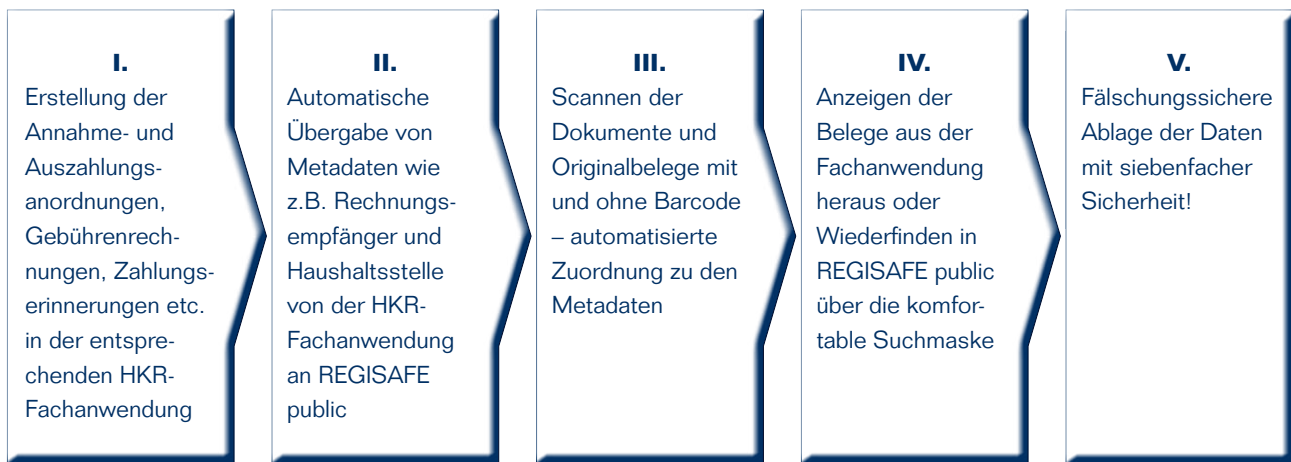 I.
Erstellung der
Annahme- und
Auszahlungs-
anordnungen,
Gebührenrech-
nungen, Zahlungs-
erinnerungen etc.
in der entspre-
chenden HKR-
Fachanwendung
II.
Automatische
Übergabe von
Metadaten wie
z.B. Rechnungs-
empfänger und
Haushaltsstelle
von der HKR-
Fachanwendung
an REGISAFE
public
III.
Scannen der
Dokumente und
Originalbelege mit
und ohne Barcode
– automatisierte
Zuordnung zu den
Metadaten
IV.
Anzeigen der
Belege aus der
Fachanwendung
heraus oder
Wiederfinden in
REGISAFE public
über die komfor-
table Suchmaske
V.
Fälschungssichere
Ablage der Daten
mit siebenfacher
Sicherheit!